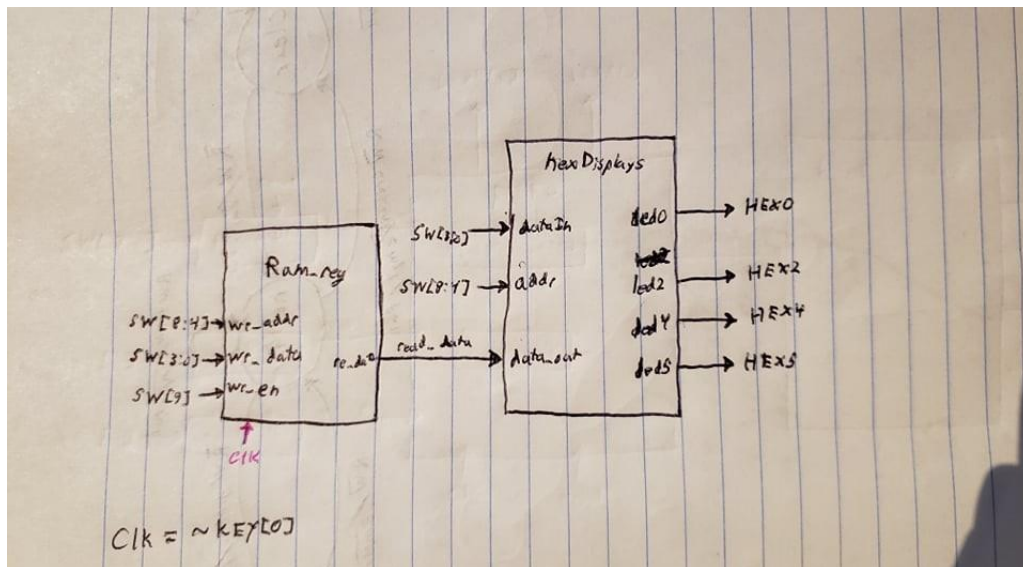 hexDisplays
SW[3:0]
dataIn
led0
HEX0
SW[8:4]
addr
led2
HEX2
led4
HEX4
data_out
led5
HEX5
Ram_reg
SW[8:4]
wr_addr
SW[3:0]
wr_data
read_data
SW[9]
wr_en
Clk
Clk = ~KEY[0]